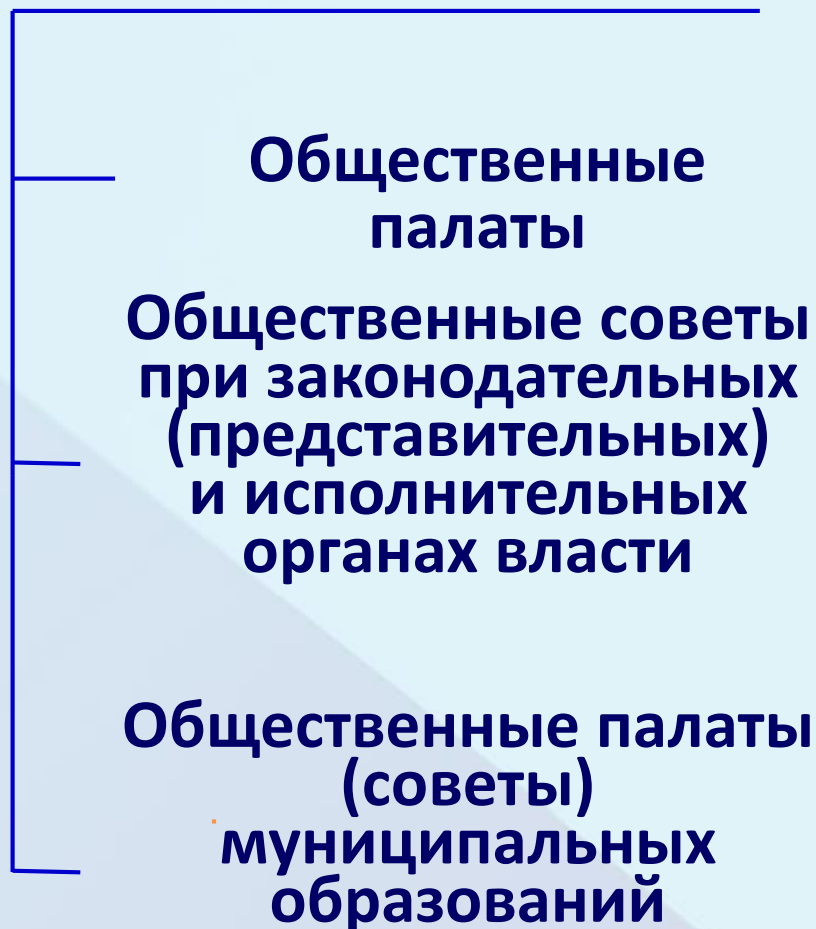 Общественные
палаты
Общественные советы
при законодательных
(представительных)
и исполнительных
органах власти
Общественные палаты
(советы)
муниципальных
образований